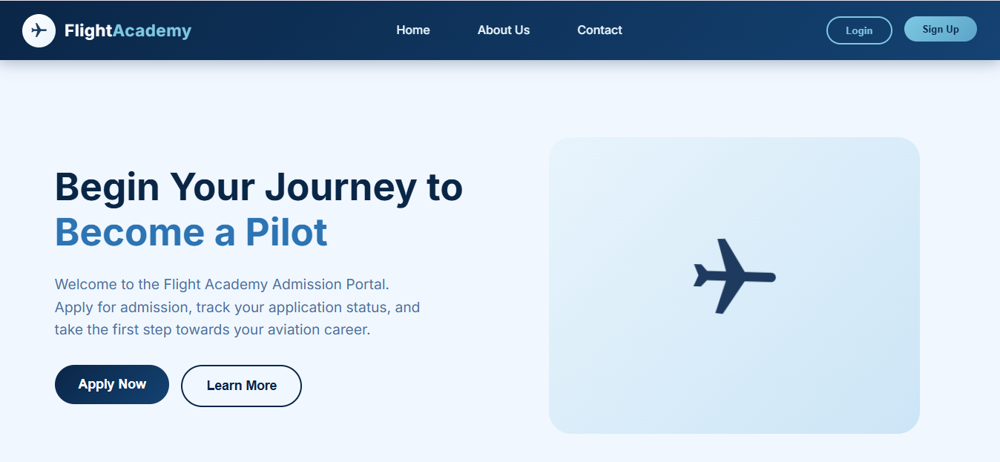 FlightAcademy
Home
About Us
Contact
Login
Sign Up
Begin Your Journey to
Become a Pilot
Welcome to the Flight Academy Admission Portal.
Apply for admission, track your application status, and
take the first step towards your aviation career.
Apply Now
Learn More